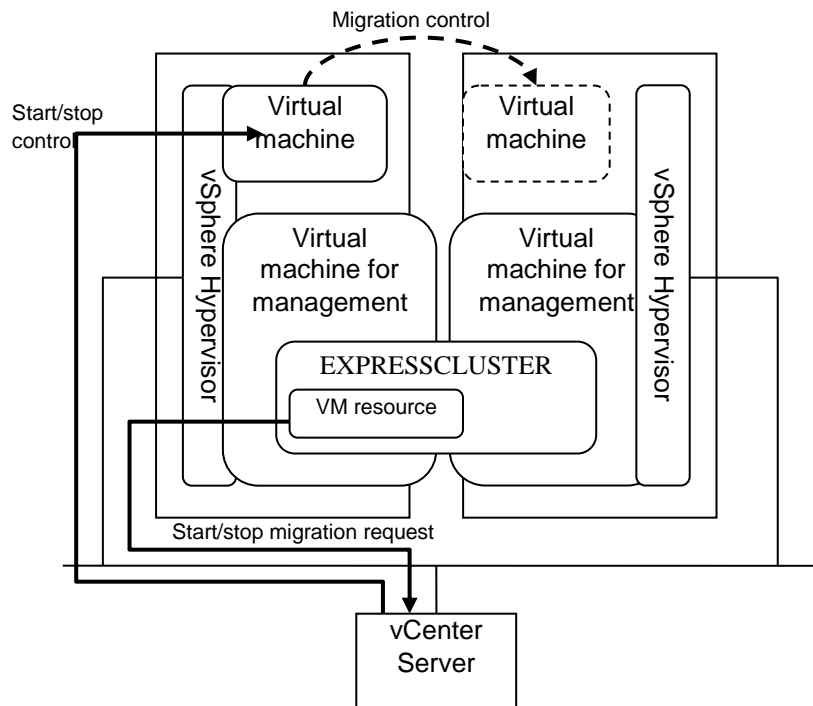 Migration control
Start/stop
control
Virtual
machine
Virtual
machine
vSphere Hypervisor
vSphere Hypervisor
Virtual
machine for
management
Virtual
machine for
management
EXPRESSCLUSTER
VM resource
Start/stop migration request
vCenter
Server